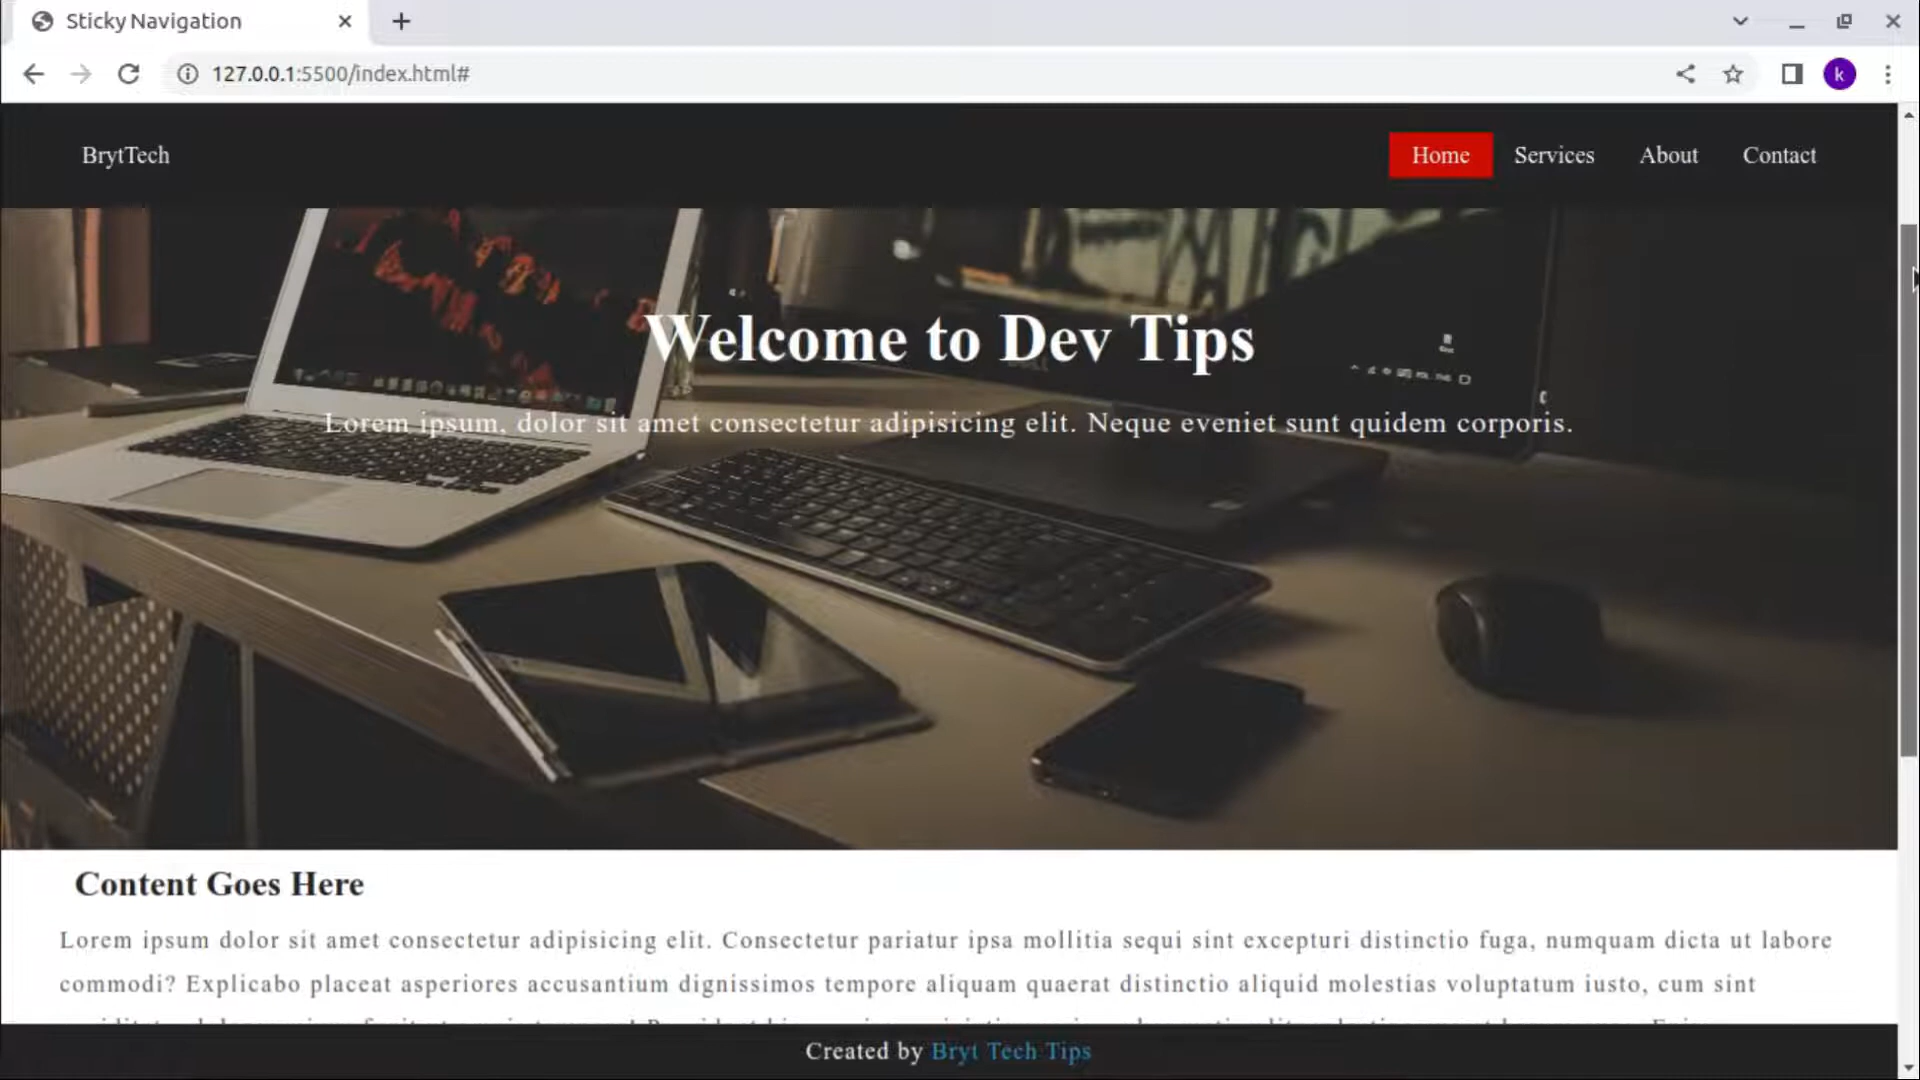 Sticky Navigation
127.0.0.1:5500/index.html#
k
BrytTech
Home Services About Contact
Welcome to Dev Tips
Lorem ipsum, dolor sit amet consectetur adipisicing elit. Neque eveniet sunt quidem corporis.
Content Goes Here
Lorem ipsum dolor sit amet consectetur adipisicing elit. Consectetur pariatur ipsa mollitia sequi sint excepturi distinctio fuga, numquam dicta ut labore
commodi? Explicabo placeat asperiores accusantium dignissimos tempore aliquam quaerat distinctio aliquid molestias voluptatum iusto, cum sint
Created by Bryt Tech Tips